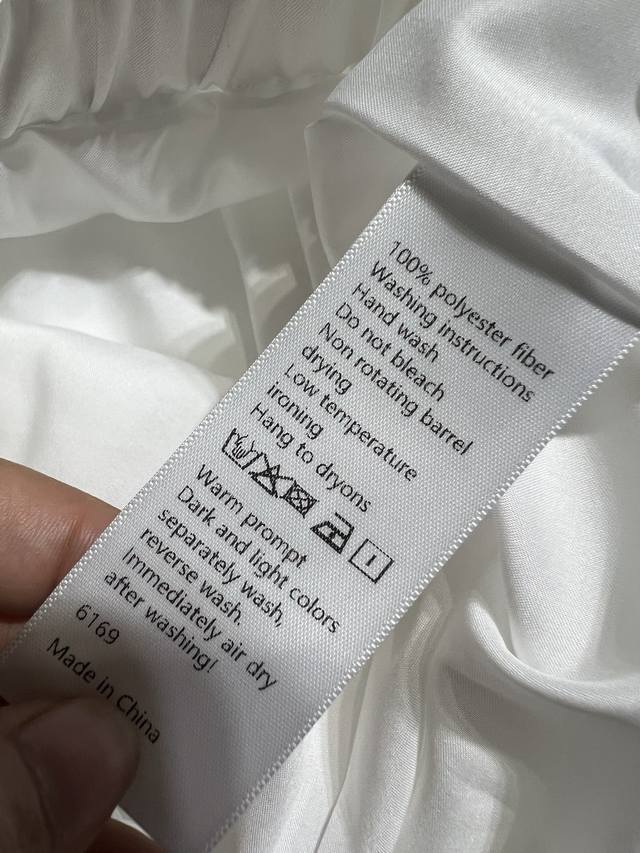 100% polyester fiber
Washing instructions
Hand wash
Do not bleach
Non rotating barrel
drying
Low temperature
ironing
Hang to dryons
Warm prompt
Dark and light colors
separately wash,
reverse wash.
Immediately air dry
after washing!
6169
Made in China